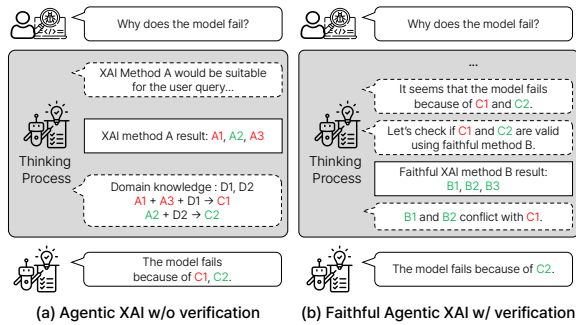 Why does the model fail?
XAI Method A would be suitable
for the user query...
Thinking
Process
XAI method A result: A1, A2, A3
Domain knowledge : D1, D2
A1 + A3 + D1 → C1
A2 + D2 → C2
The model fails
because of C1, C2.
(a) Agentic XAI w/o verification
Why does the model fail?
...
It seems that the model fails
because of C1 and C2.
Let's check if C1 and C2 are valid
using faithful method B.
Thinking
Process
Faithful XAI method B result:
B1, B2, B3
B1 and B2 conflict with C1.
The model fails because of C2.
(b) Faithful Agentic XAI w/ verification